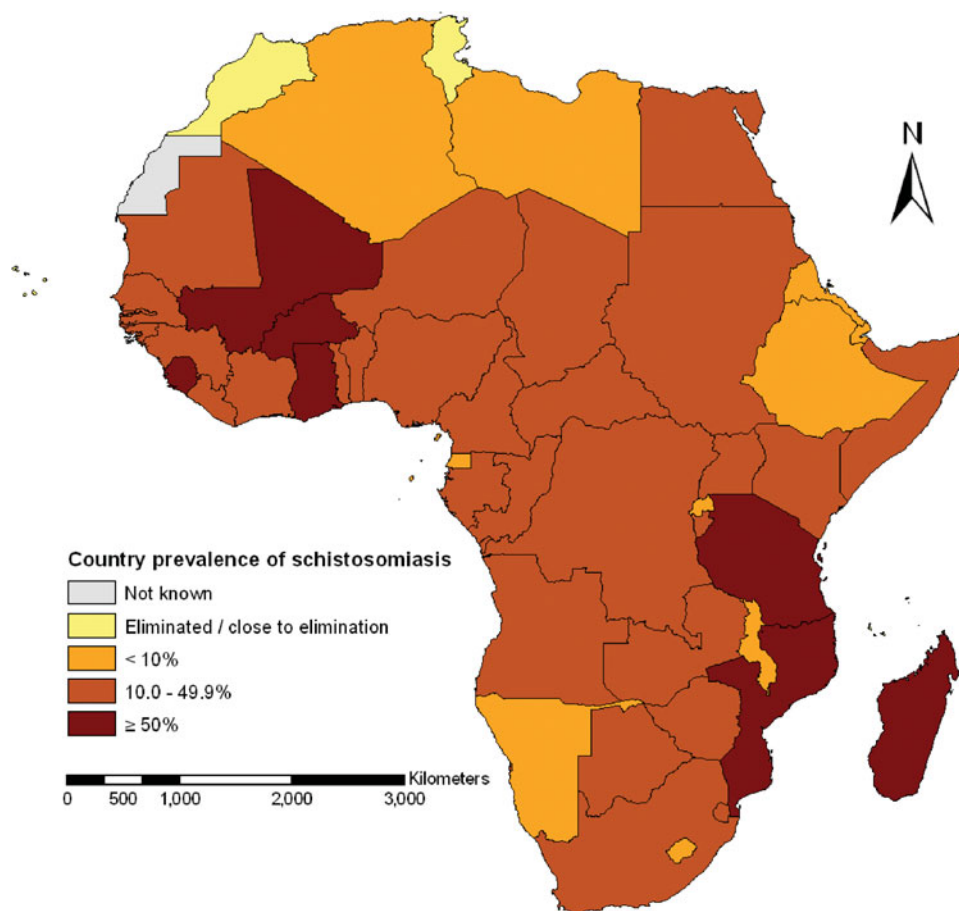 N
Country prevalence of schistosomiasis
Not known
Eliminated / close to elimination
< 10%
10.0 - 49.9%
≥ 50%
Kilometers
0 500 1,000 2,000 3,000